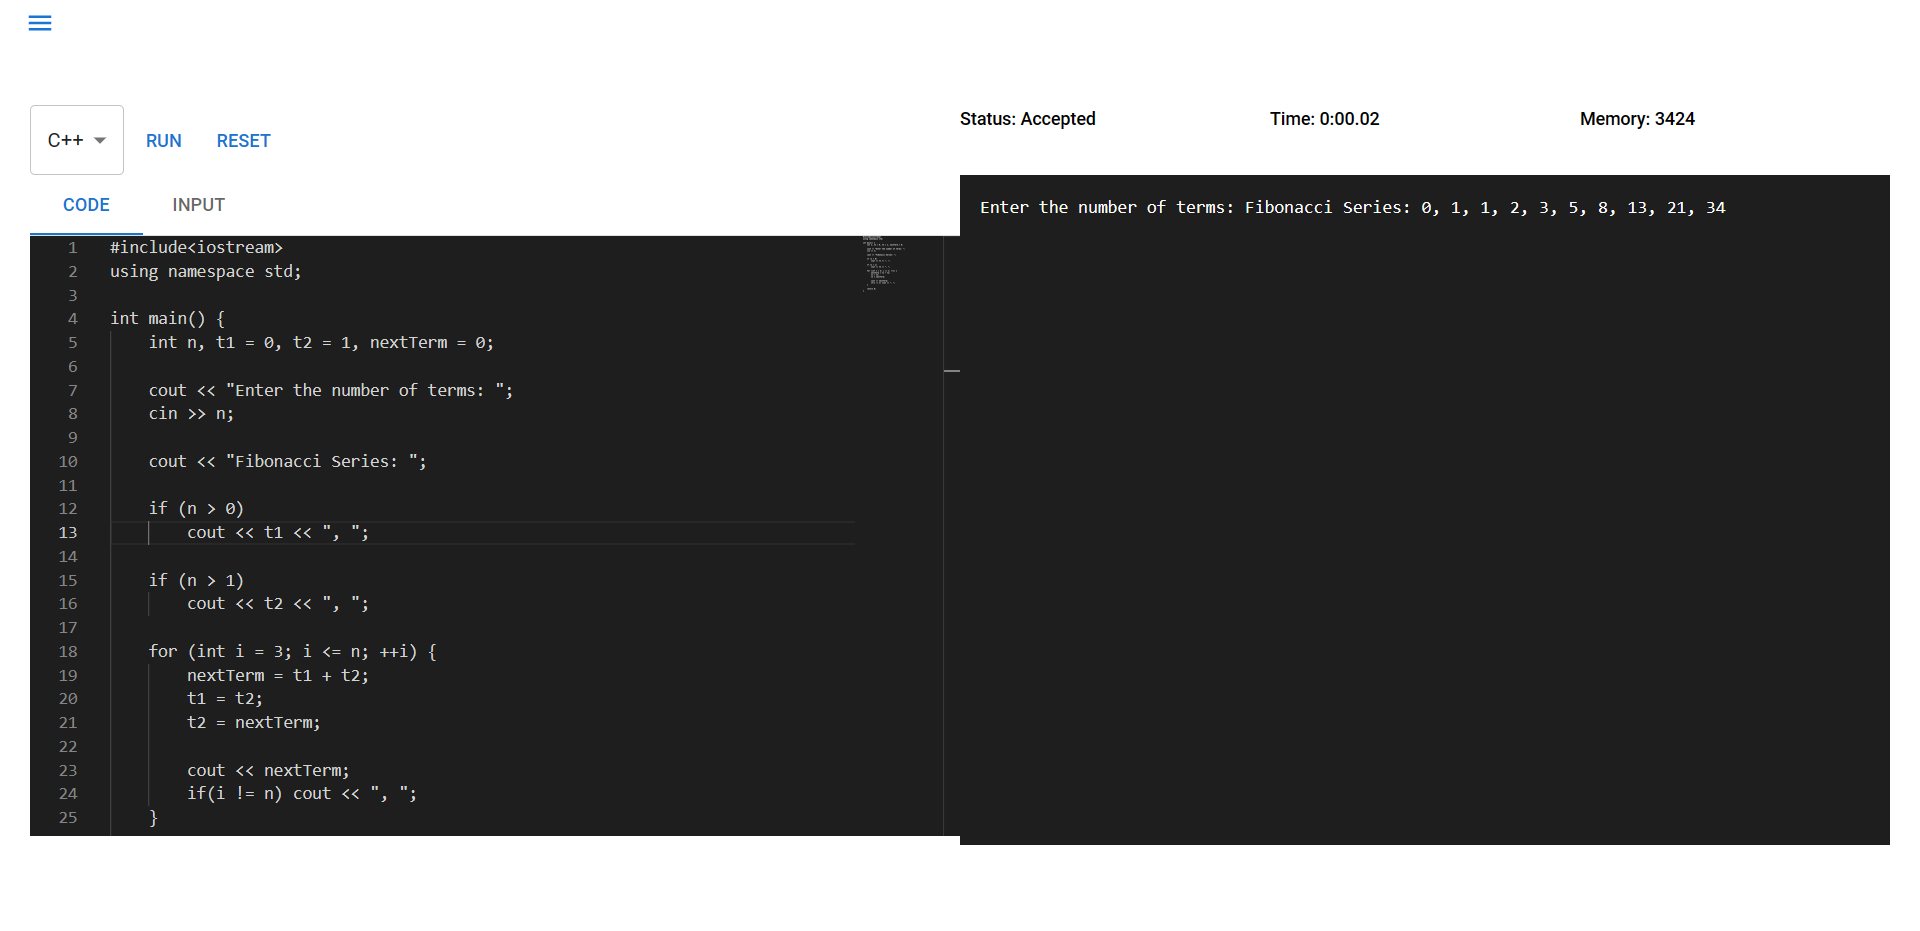 C++
RUN
RESET
CODE
INPUT
1 #include<iostream>
2 using namespace std;
3
4 int main() {
5     int n, t1 = 0, t2 = 1, nextTerm = 0;
6
7     cout << "Enter the number of terms: ";
8     cin >> n;
9
10     cout << "Fibonacci Series: ";
11
12     if (n > 0)
13         cout << t1 << ", ";
14
15     if (n > 1)
16         cout << t2 << ", ";
17
18     for (int i = 3; i <= n; ++i) {
19         nextTerm = t1 + t2;
20         t1 = t2;
21         t2 = nextTerm;
22
23         cout << nextTerm;
24         if(i != n) cout << ", ";
25     }
Status: Accepted
Time: 0:00.02
Memory: 3424
Enter the number of terms: Fibonacci Series: 0, 1, 1, 2, 3, 5, 8, 13, 21, 34